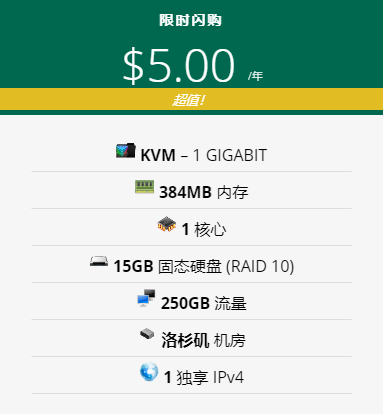 限时闪购
$5.00 /年
超值!
KVM – 1 GIGABIT
384MB 内存
1 核心
15GB 固态硬盘 (RAID 10)
250GB 流量
洛杉矶 机房
1 独享 IPv4